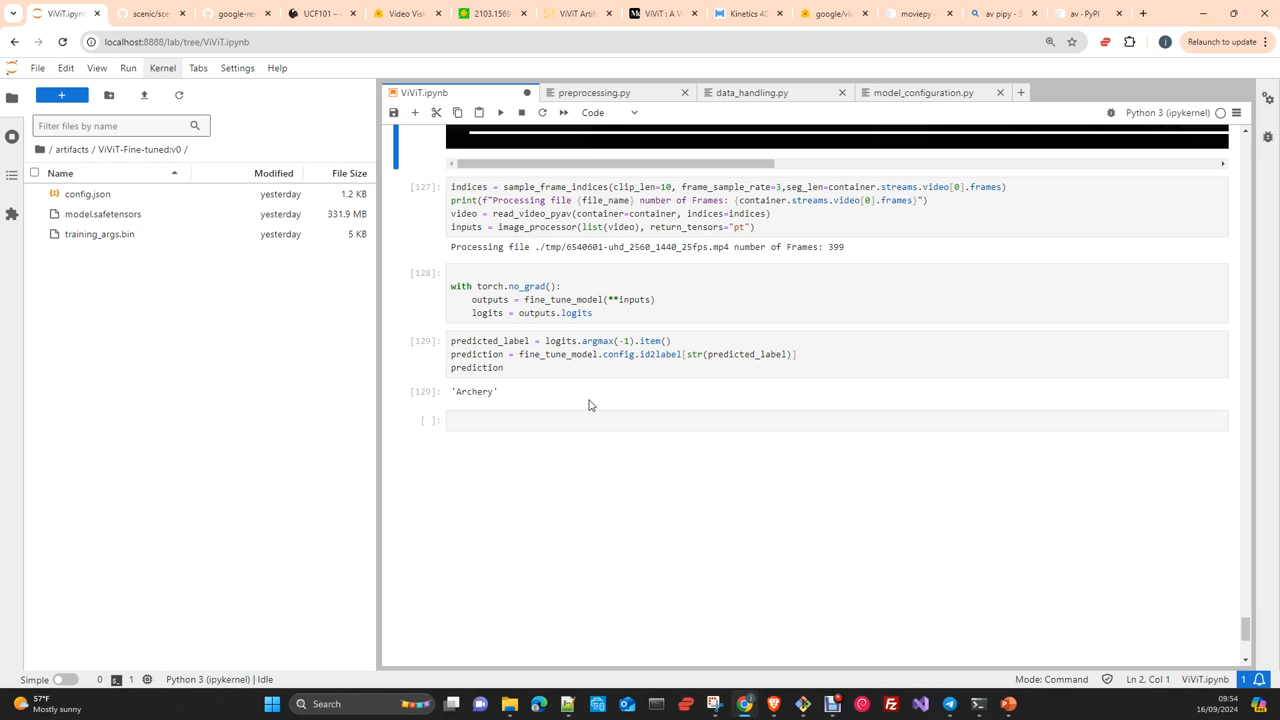 ViViT.ipynb
scenic/scen
google-res
UCF101 –
Video Visi
2103.1569
ViViT Artif
ViViT : A V
Kinetics 40
google/viv
moviepy
av pipy - S
av · PyPI
localhost:8888/lab/tree/ViViT.ipynb
Relaunch to update
File Edit View Run Kernel Tabs Settings Help
ViViT.ipynb
preprocessing.py
data_handling.py
model_configuration.py
Code
Python 3 (ipykernel)
Filter files by name
/ artifacts / ViViT-Fine-tuned:v0 /
Name Last Modified File Size
config.json yesterday 1.2 KB
model.safetensors yesterday 331.9 MB
training_args.bin yesterday 5 KB
[127]: indices = sample_frame_indices(clip_len=10, frame_sample_rate=3,seg_len=container.streams.video[0].frames)
print(f"Processing file {file_name} number of Frames: {container.streams.video[0].frames}")
video = read_video_pyav(container=container, indices=indices)
inputs = image_processor(list(video), return_tensors="pt")
Processing file ./tmp/6540601-uhd_2560_1440_25fps.mp4 number of Frames: 399
[128]:
with torch.no_grad():
outputs = fine_tune_model(**inputs)
logits = outputs.logits
[129]: predicted_label = logits.argmax(-1).item()
prediction = fine_tune_model.config.id2label[str(predicted_label)]
prediction
[129]: 'Archery'
[ ]:
Simple 0 1 Python 3 (ipykernel) | Idle
Mode: Command Ln 2, Col 1 ViViT.ipynb 1
57°F
Mostly sunny
Search
09:54
16/09/2024